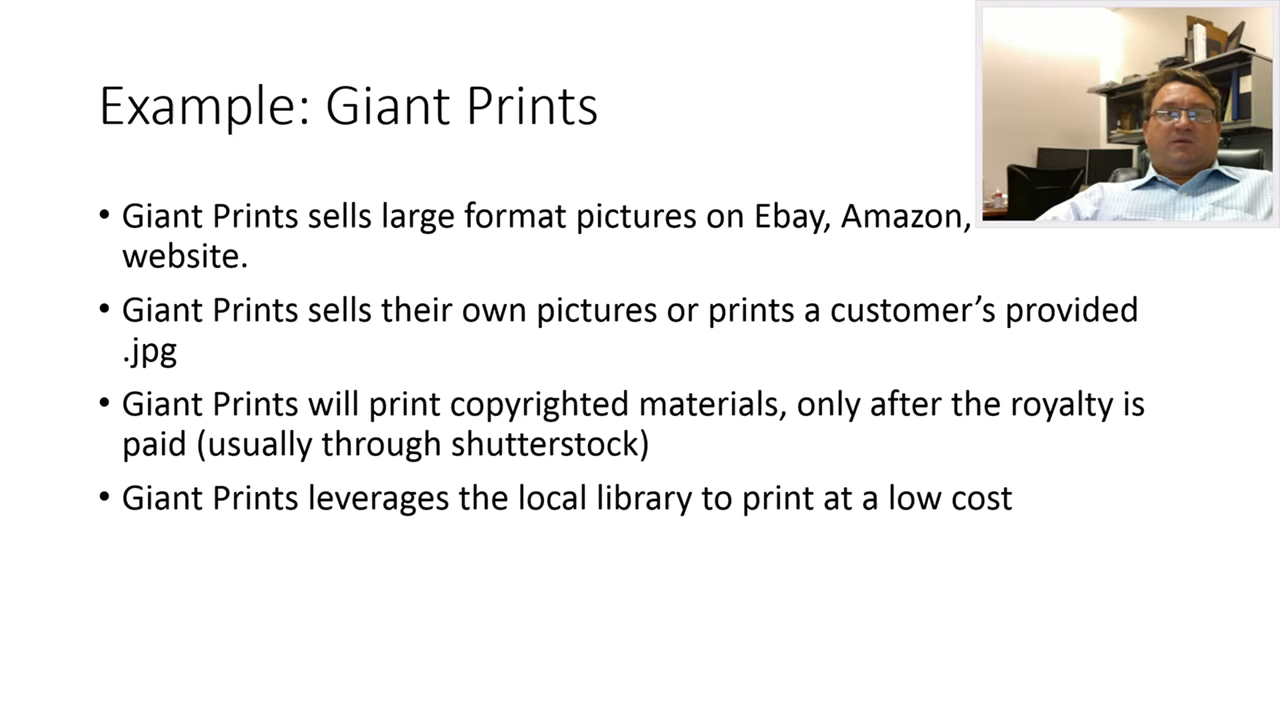 Example: Giant Prints
• Giant Prints sells large format pictures on Ebay, Amazon,
website.
• Giant Prints sells their own pictures or prints a customer’s provided
.jpg
• Giant Prints will print copyrighted materials, only after the royalty is
paid (usually through shutterstock)
• Giant Prints leverages the local library to print at a low cost